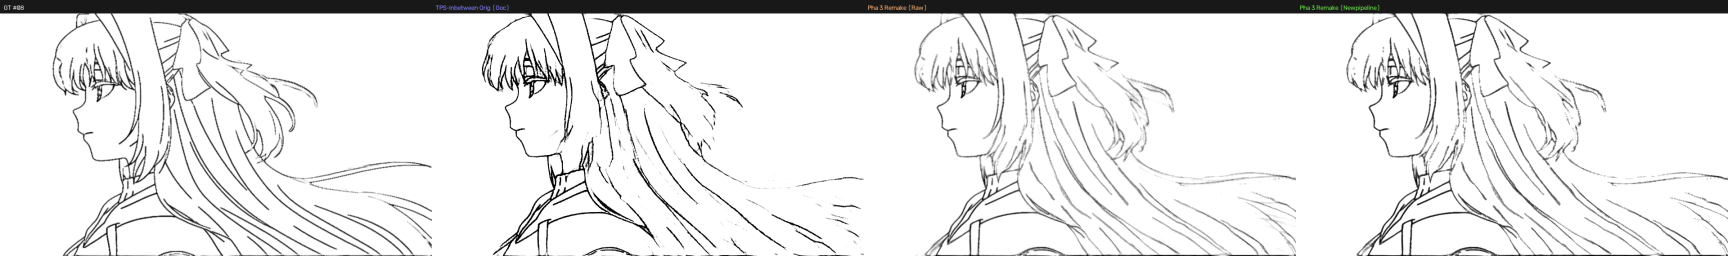 GT #08
TPS-Inbetween Orig (Doc)
Pha 3 Remake (Raw)
Pha 3 Remake (Newpipeline)